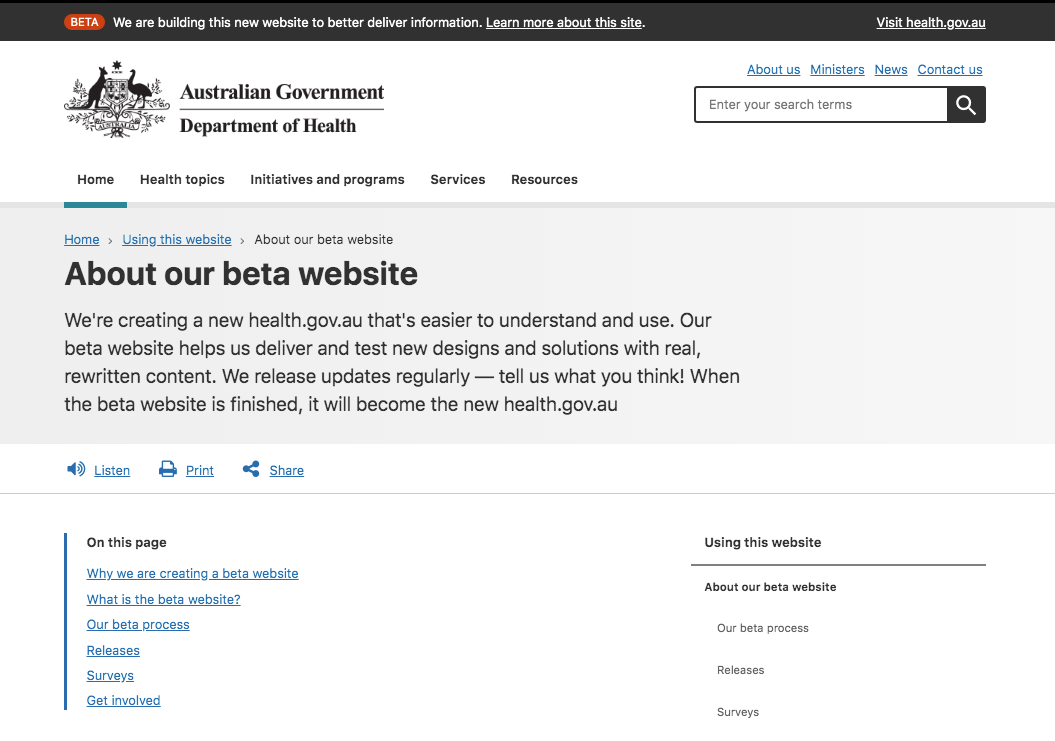 BETA We are building this new website to better deliver information. Learn more about this site. Visit health.gov.au
About us Ministers News Contact us
Australian Government
Department of Health
AUSTRALIA
Enter your search terms
Home Health topics Initiatives and programs Services Resources
Home › Using this website › About our beta website
About our beta website
We're creating a new health.gov.au that's easier to understand and use. Our
beta website helps us deliver and test new designs and solutions with real,
rewritten content. We release updates regularly — tell us what you think! When
the beta website is finished, it will become the new health.gov.au
Listen Print Share
On this page
Why we are creating a beta website
What is the beta website?
Our beta process
Releases
Surveys
Get involved
Using this website
About our beta website
Our beta process
Releases
Surveys